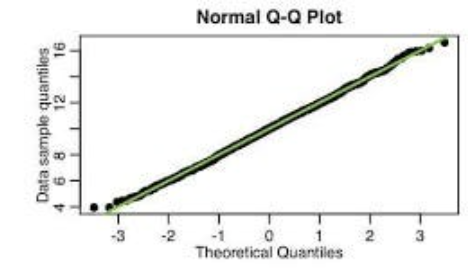 Normal Q-Q Plot
Data sample quantiles
16
12
8
6
4
-3 -2 -1 0 1 2 3
Theoretical Quantiles